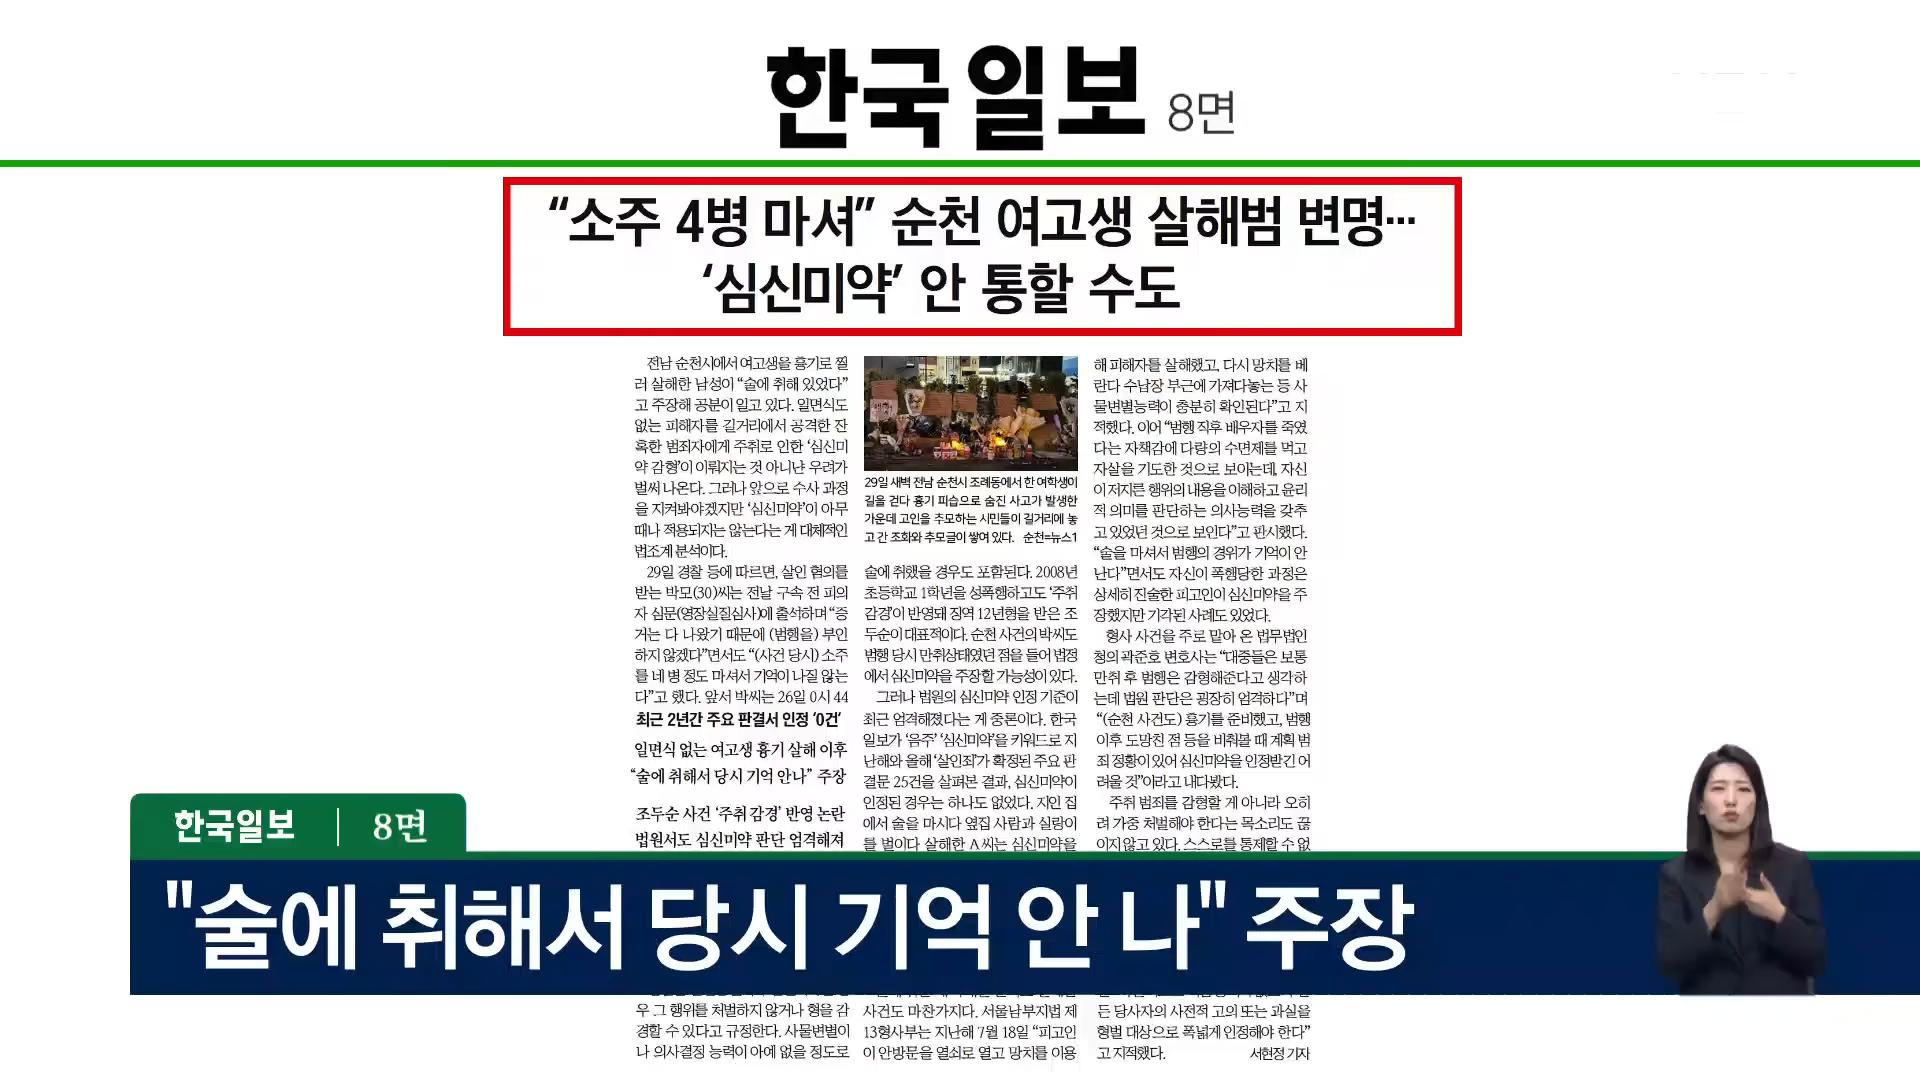 한국일보 8면
“소주 4병 마셔” 순천 여고생 살해범 변명…
‘심신미약’ 안 통할 수도
전남 순천시에서 여고생을 흉기로 찔
러 살해한 남성이 “술에 취해 있었다”
고 주장해 공분이 일고 있다. 일면식도
없는 피해자를 길거리에서 공격한 잔
혹한 범죄자에게 주취로 인한 ‘심신미
약 감형’이 이뤄지는 것 아니냔 우려가
벌써 나온다. 그러나 앞으로 수사 과정
을 지켜봐야겠지만 ‘심신미약’이 아무
때나 적용되지는 않는다는 게 대체적인
법조계 분석이다.
29일 경찰 등에 따르면, 살인 혐의를
받는 박모(30)씨는 전날 구속 전 피의
자 심문(영장실질심사)에 출석하며 “증
거는 다 나왔기 때문에 (범행을) 부인
하지 않겠다”면서도 “(사건 당시) 소주
를 네 병 정도 마셔서 기억이 나질 않는
다”고 했다. 앞서 박씨는 26일 0시 44
최근 2년간 주요 판결서 인정 ‘0건’
일면식 없는 여고생 흉기 살해 이후
“술에 취해서 당시 기억 안 나” 주장
조두순 사건 ‘주취 감경’ 반영 논란
법원서도 심신미약 판단 엄격해져
우 그 행위를 처벌하지 않거나 형을 감
경할 수 있다고 규정한다. 사물변별이
나 의사결정 능력이 아예 없을 정도로
29일 새벽 전남 순천시 조례동에서 한 여학생이
길을 걷다 흉기 피습으로 숨진 사고가 발생한
가운데 고인을 추모하는 시민들이 길거리에 놓
고 간 조화와 추모글이 쌓여 있다. 순천=뉴스1
술에 취했을 경우도 포함된다. 2008년
초등학교 1학년을 성폭행하고도 ‘주취
감경’이 반영돼 징역 12년형을 받은 조
두순이 대표적이다. 순천 사건의 박씨도
범행 당시 만취상태였던 점을 들어 법정
에서 심신미약을 주장할 가능성이 있다.
그러나 법원의 심신미약 인정 기준이
최근 엄격해졌다는 게 중론이다. 한국
일보가 ‘음주’ ‘심신미약’을 키워드로 지
난해와 올해 ‘살인죄’가 확정된 주요 판
결문 25건을 살펴본 결과, 심신미약이
인정된 경우는 하나도 없었다. 지인 집
에서 술을 마시다 옆집 사람과 실랑이
를 벌이다 살해한 A씨는 심신미약을
사건도 마찬가지다. 서울남부지법 제
13형사부는 지난해 7월 18일 “피고인
이 안방문을 열쇠로 열고 망치를 이용
해 피해자를 살해했고, 다시 망치를 베
란다 수납장 부근에 가져다놓는 등 사
물변별능력이 충분히 확인된다”고 지
적했다. 이어 “범행 직후 배우자를 죽였
다는 자책감에 다량의 수면제를 먹고
자살을 기도한 것으로 보이는데, 자신
이 저지른 행위의 내용을 이해하고 윤리
적 의미를 판단하는 의사능력을 갖추
고 있었던 것으로 보인다”고 판시했다.
“술을 마셔서 범행의 경위가 기억이 안
난다”면서도 자신이 폭행당한 과정은
상세히 진술한 피고인이 심신미약을 주
장했지만 기각된 사례도 있었다.
형사 사건을 주로 맡아 온 법무법인
청의 곽준호 변호사는 “대중들은 보통
만취 후 범행은 감형해준다고 생각하
는데 법원 판단은 굉장히 엄격하다”며
“(순천 사건도) 흉기를 준비했고, 범행
이후 도망친 점 등을 비춰볼 때 계획 범
죄 정황이 있어 심신미약을 인정받긴 어
려울 것”이라고 내다봤다.
주취 범죄를 감형할 게 아니라 오히
려 가중 처벌해야 한다는 목소리도 끊
이지 않고 있다. 스스로를 통제할 수 없
든 당사자의 사전적 고의 또는 과실을
형벌 대상으로 폭넓게 인정해야 한다”
고 지적했다. 서현정 기자
한국일보 | 8면
"술에 취해서 당시 기억 안 나" 주장